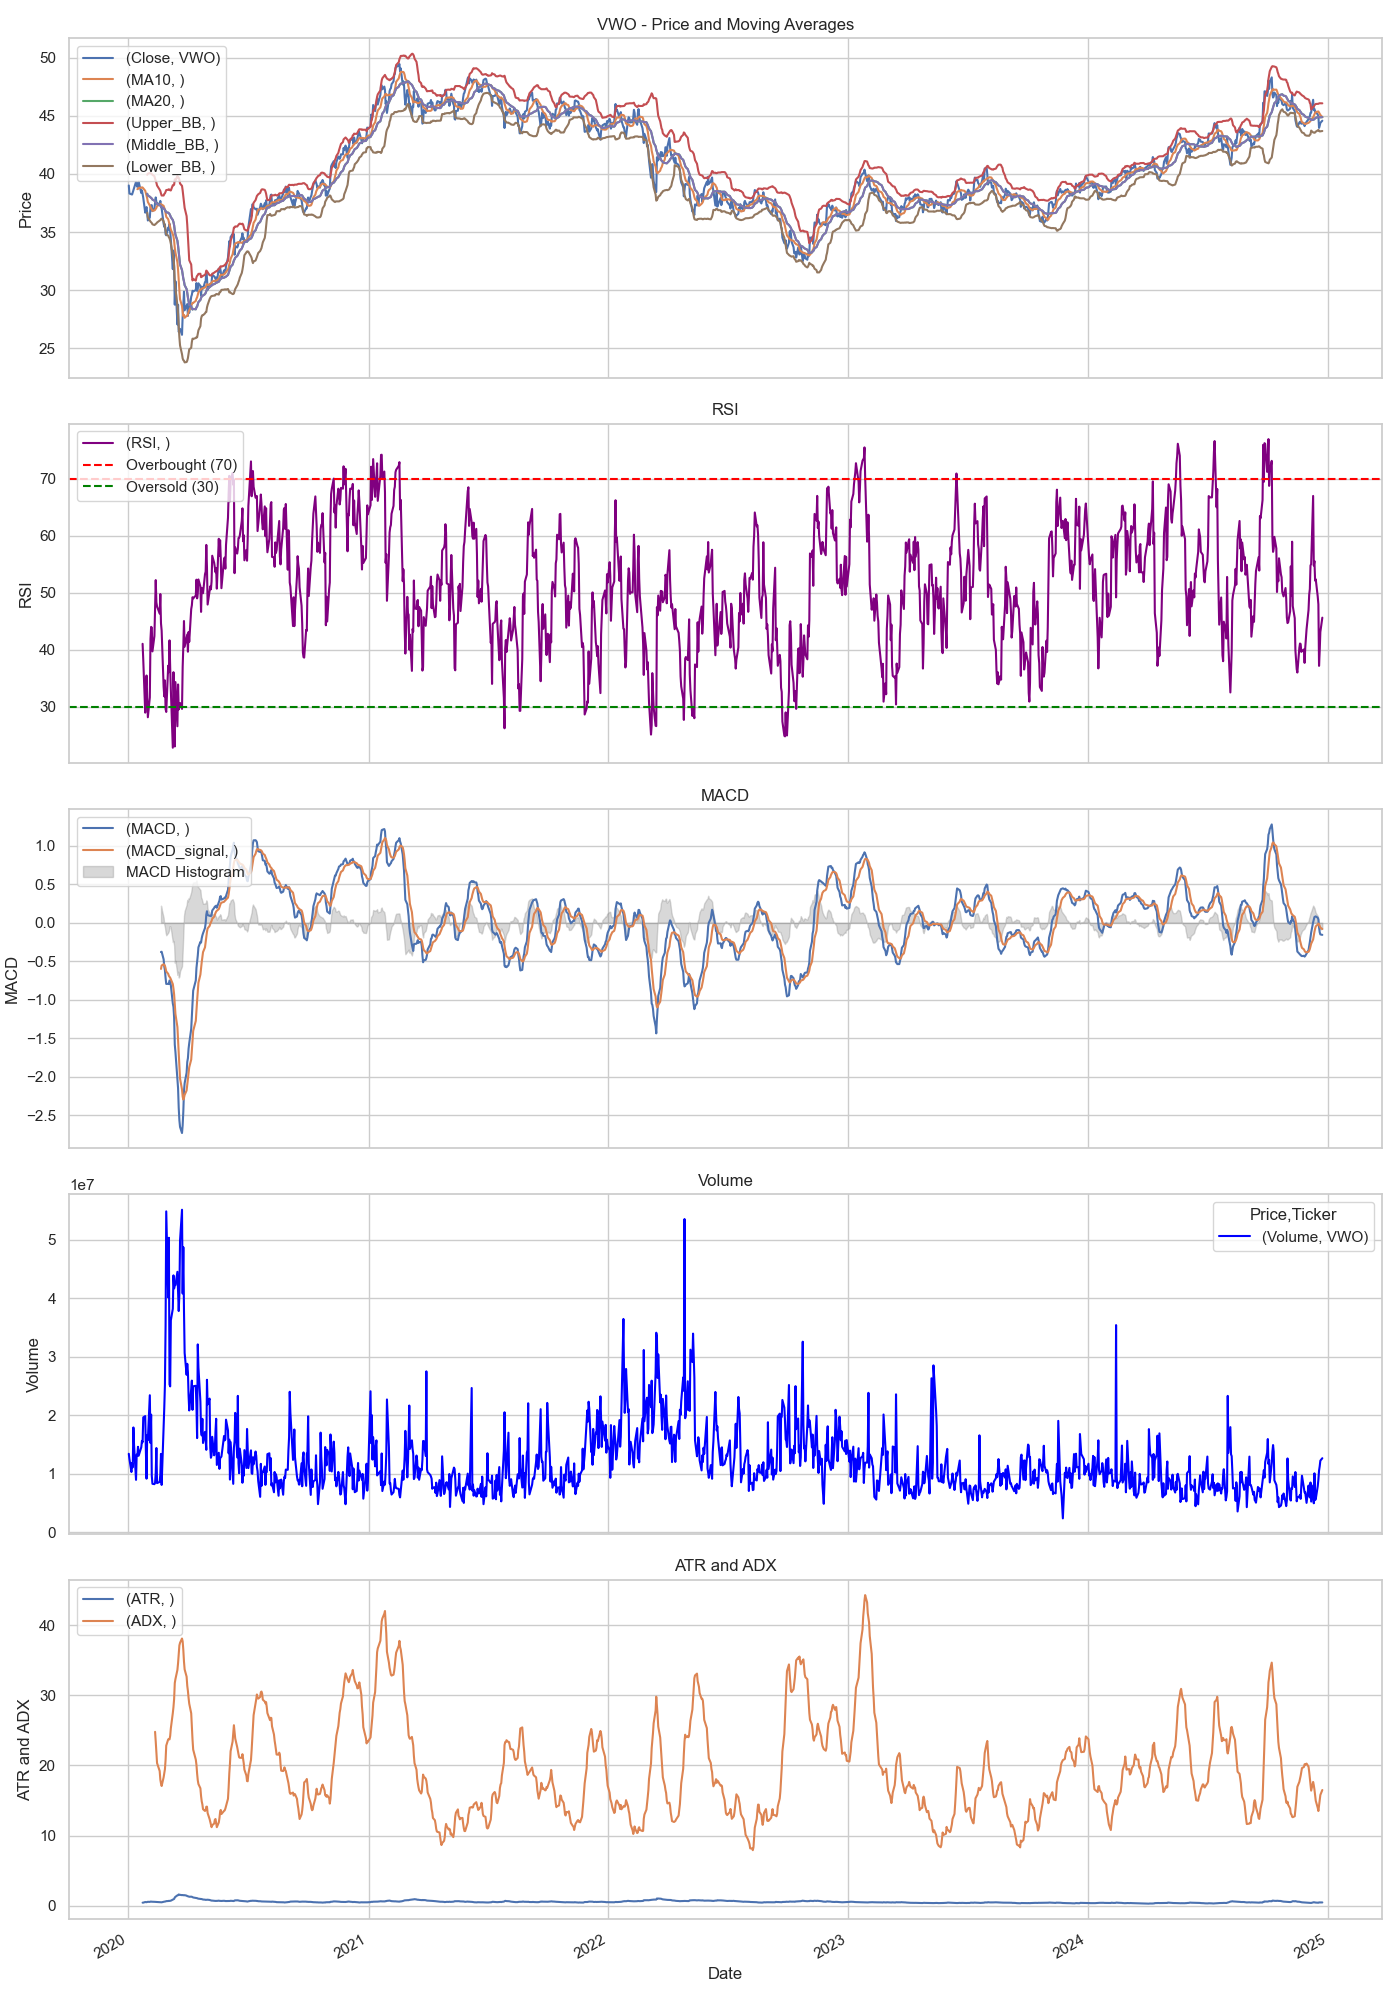 VWO - Price and Moving Averages
(Close, VWO)
(MA10, )
(MA20, )
(Upper_BB, )
(Middle_BB, )
(Lower_BB, )
50
45
40
35
30
25
Price
RSI
(RSI, )
Overbought (70)
Oversold (30)
70
60
50
40
30
RSI
MACD
(MACD, )
(MACD_signal, )
MACD Histogram
1.0
0.5
0.0
−0.5
−1.0
−1.5
−2.0
−2.5
MACD
Volume
1e7
Price,Ticker
(Volume, VWO)
5
4
3
2
1
0
Volume
ATR and ADX
(ATR, )
(ADX, )
40
30
20
10
0
ATR and ADX
2020
2021
2022
2023
2024
2025
Date